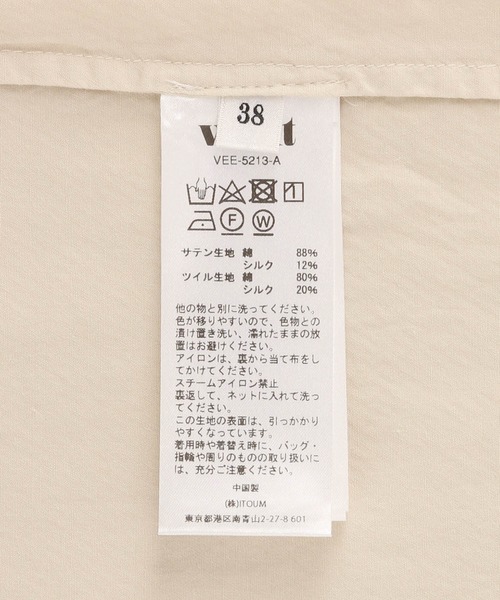 38
VEE-5213-A
サテン生地 綿 88%
シルク 12%
ツイル生地 綿 80%
シルク 20%
他の物と別に洗ってください。
色が移りやすいので、色物との
漬け置き洗い、濡れたままの放
置はお避けください。
アイロンは、裏から当て布をし
てかけてください。
スチームアイロン禁止
裏返して、ネットに入れて洗っ
てください。
この生地の表面は、引っかかり
やすくなっています。
着用時や着替え時に、バッグ・
指輪や周りのものの取り扱いに
は、充分ご注意ください。
中国製
(株)ITOUM
東京都港区南青山2-27-8 601